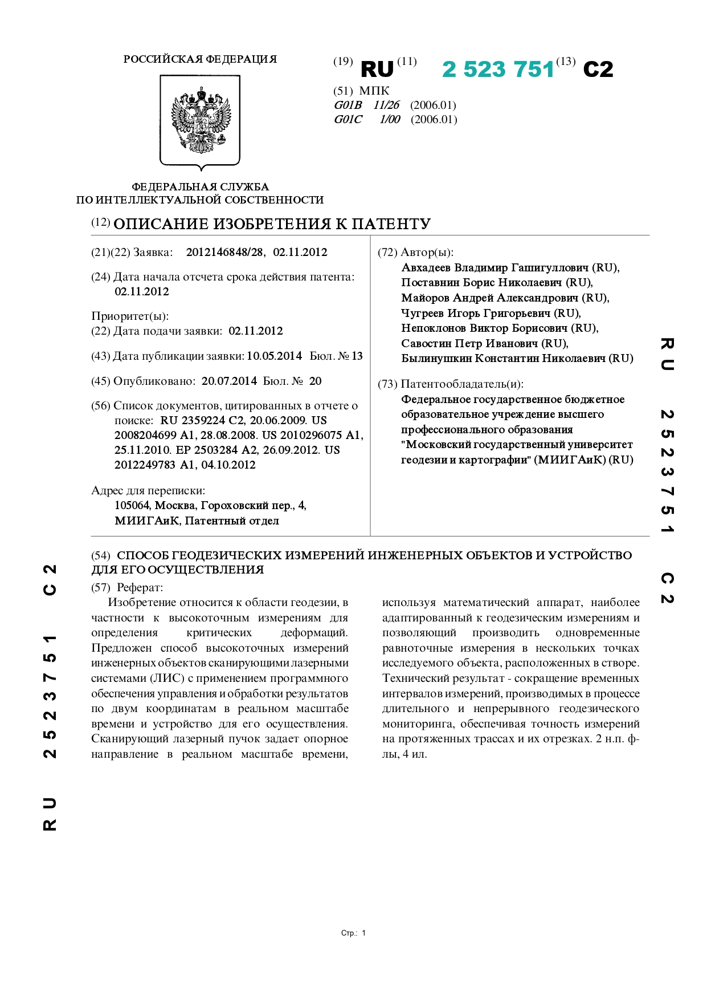 РОССИЙСКАЯ ФЕДЕРАЦИЯ
ФЕДЕРАЛЬНАЯ СЛУЖБА
ПО ИНТЕЛЛЕКТУАЛЬНОЙ СОБСТВЕННОСТИ
(19) RU (11) 2 523 751 (13) C2
(51) МПК
G01B 11/26 (2006.01)
G01C 1/00 (2006.01)
(12) ОПИСАНИЕ ИЗОБРЕТЕНИЯ К ПАТЕНТУ
(21)(22) Заявка: 2012146848/28, 02.11.2012
(24) Дата начала отсчета срока действия патента:
02.11.2012
Приоритет(ы):
(22) Дата подачи заявки: 02.11.2012
(43) Дата публикации заявки: 10.05.2014 Бюл. № 13
(45) Опубликовано: 20.07.2014 Бюл. № 20
(56) Список документов, цитированных в отчете о
поиске: RU 2359224 C2, 20.06.2009. US
2008204699 A1, 28.08.2008. US 2010296075 A1,
25.11.2010. EP 2503284 A2, 26.09.2012. US
2012249783 A1, 04.10.2012
Адрес для переписки:
105064, Москва, Гороховский пер., 4,
МИИГАиК, Патентный отдел
(72) Автор(ы):
Авхадеев Владимир Гашигуллович (RU),
Поставнин Борис Николаевич (RU),
Майоров Андрей Александрович (RU),
Чугреев Игорь Григорьевич (RU),
Непоклонов Виктор Борисович (RU),
Савостин Петр Иванович (RU),
Былинушкин Константин Николаевич (RU)
(73) Патентообладатель(и):
Федеральное государственное бюджетное
образовательное учреждение высшего
профессионального образования
"Московский государственный университет
геодезии и картографии" (МИИГАиК) (RU)
(54) СПОСОБ ГЕОДЕЗИЧЕСКИХ ИЗМЕРЕНИЙ ИНЖЕНЕРНЫХ ОБЪЕКТОВ И УСТРОЙСТВО
ДЛЯ ЕГО ОСУЩЕСТВЛЕНИЯ
(57) Реферат:
Изобретение относится к области геодезии, в
частности к высокоточным измерениям для
определения критических деформаций.
Предложен способ высокоточных измерений
инженерных объектов сканирующими лазерными
системами (ЛИС) с применением программного
обеспечения управления и обработки результатов
по двум координатам в реальном масштабе
времени и устройство для его осуществления.
Сканирующий лазерный пучок задает опорное
направление в реальном масштабе времени,
используя математический аппарат, наиболее
адаптированный к геодезическим измерениям и
позволяющий производить одновременные
равноточные измерения в нескольких точках
исследуемого объекта, расположенных в створе.
Технический результат - сокращение временных
интервалов измерений, производимых в процессе
длительного и непрерывного геодезического
мониторинга, обеспечивая точность измерений
на протяженных трассах и их отрезках. 2 н.п. ф-
лы, 4 ил.
RU 2523751 C2
RU 2523751 C2
Стр.: 1